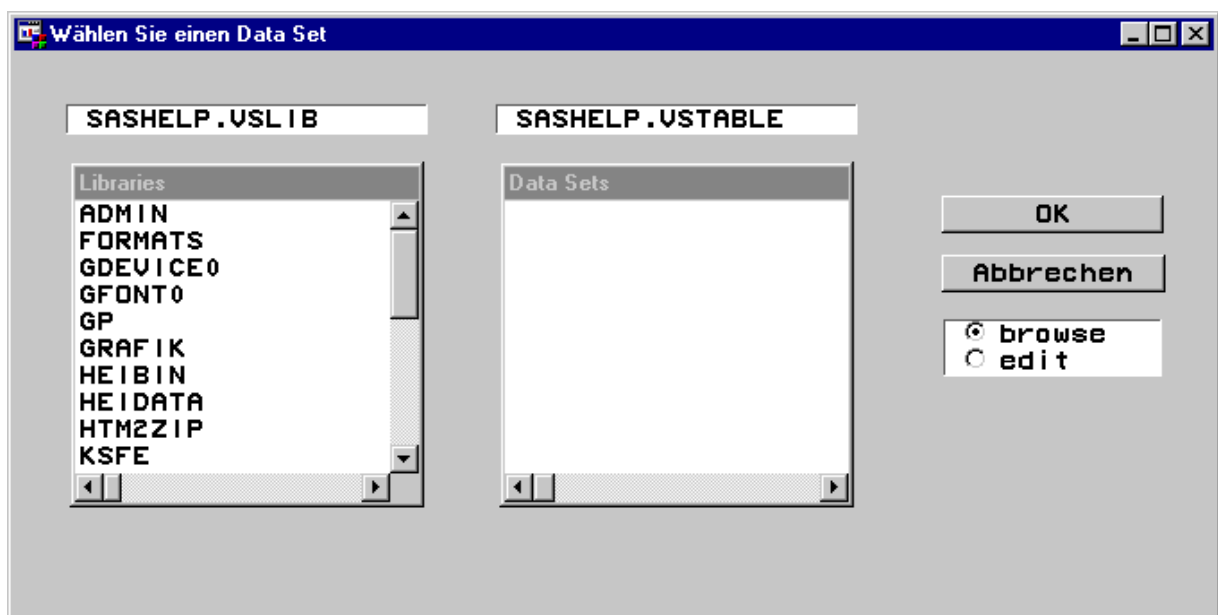 Wählen Sie einen Data Set
SASHELP.VSLIB
SASHELP.VSTABLE
Libraries
ADMIN
FORMATS
GDEVICE0
GFONT0
GP
GRAFIK
HEIBIN
HEIDATA
HTM2ZIP
KSFE
Data Sets
OK
Abbrechen
browse
edit